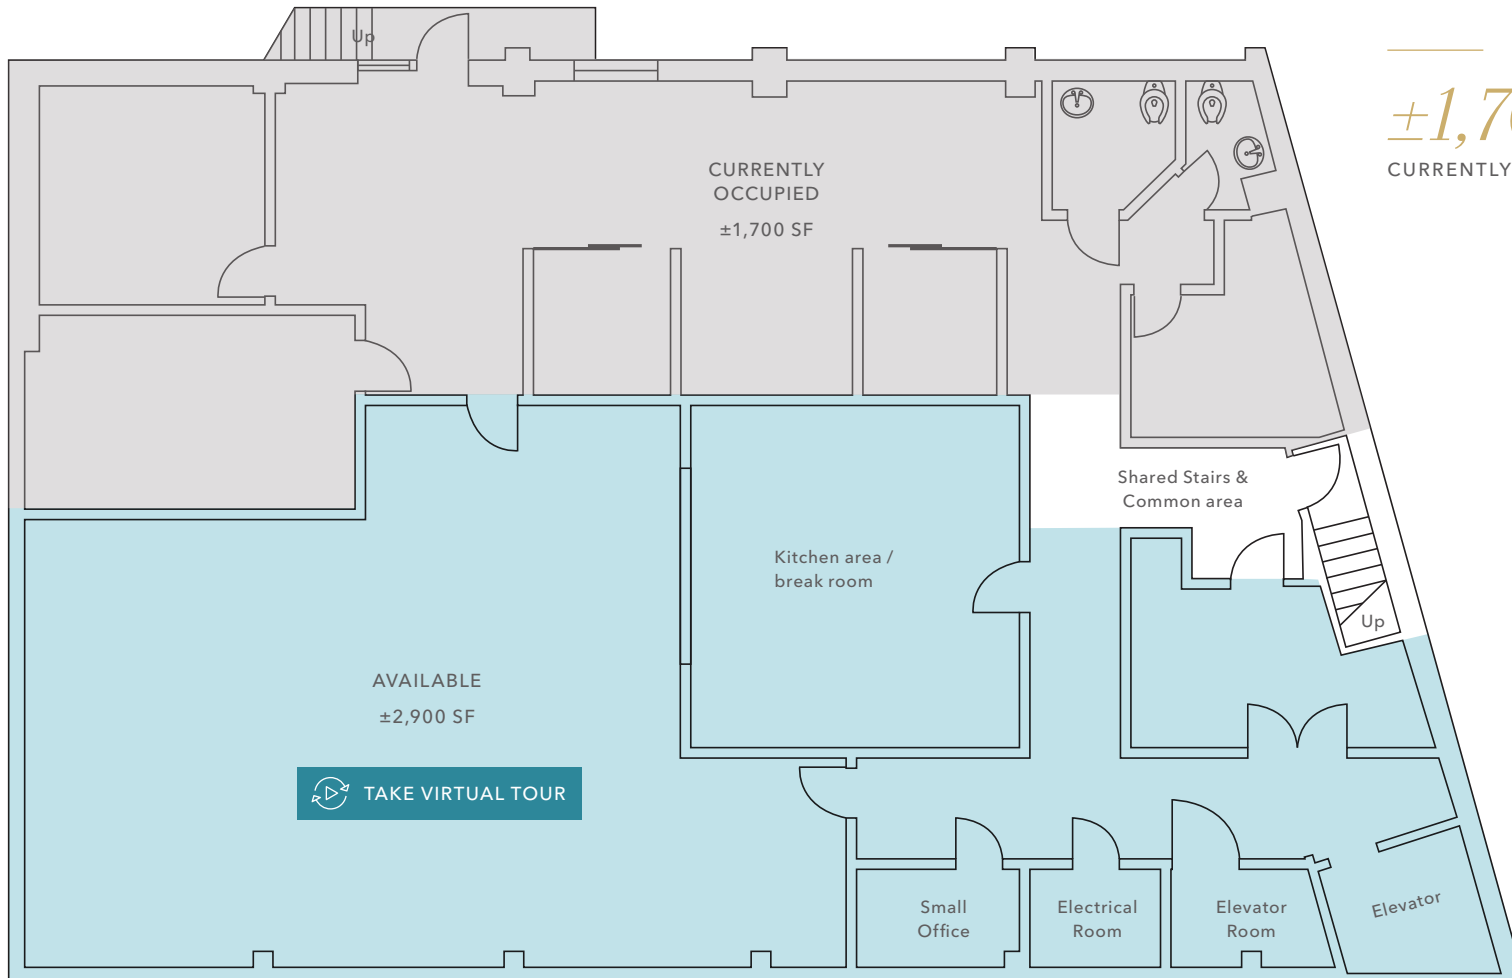 Up
CURRENTLY
OCCUPIED
±1,700 SF
CURRENTLY
Shared Stairs &
Common area
Kitchen area /
break room
Up
AVAILABLE
±2,900 SF
TAKE VIRTUAL TOUR
Small
Office
Electrical
Room
Elevator
Room
Elevator